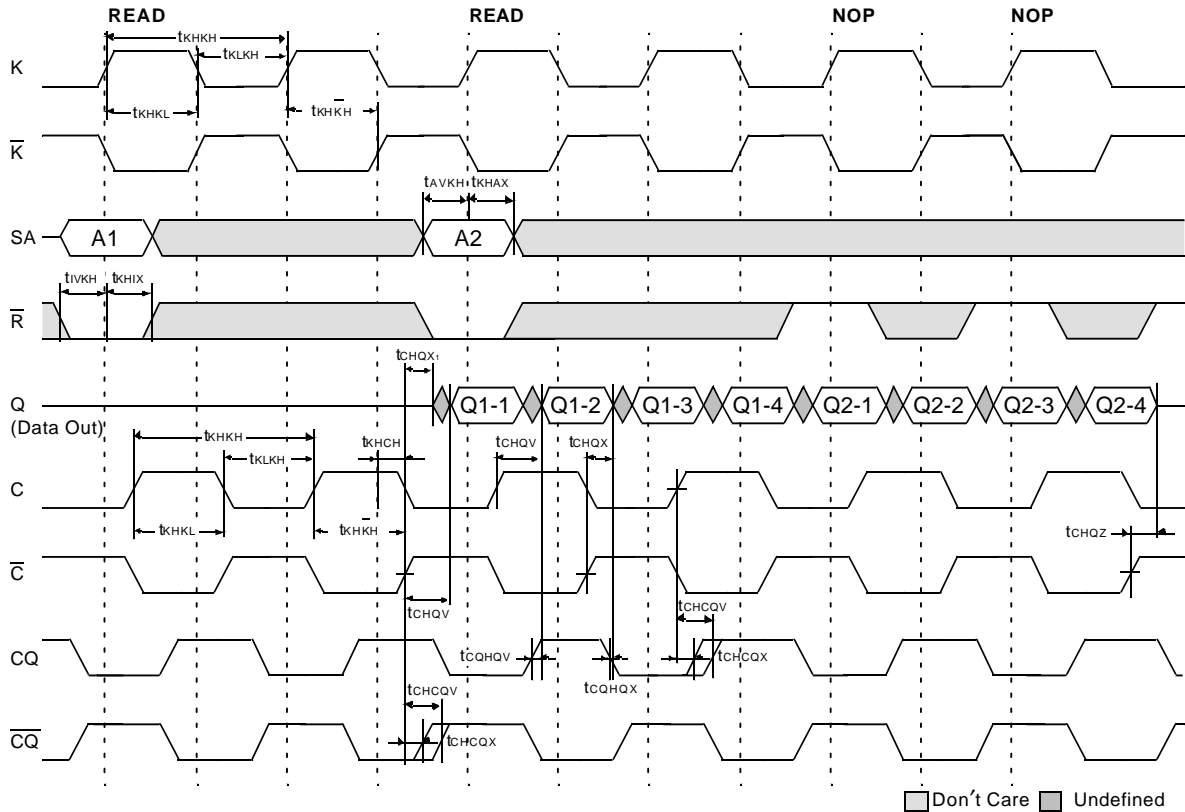 READ READ NOP NOP
tKHKH
tKLKH
K
tKHKL tKHK̅H
K̅
tAVKH tKHAX
SA A1 A2
tIVKH tKHIX
R̅
tCHQX1
Q Q1-1 Q1-2 Q1-3 Q1-4 Q2-1 Q2-2 Q2-3 Q2-4
(Data Out)
tKHKH tKHCH tCHQV tCHQX
tKLKH
C
tKHKL tKHK̅H tCHQZ
C̅
tCHQV tCHCQV
CQ tCQHQV tCHCQX
tCHCQV tCQHQX
C̅Q̅ tCHCQX
Don′t Care Undefined